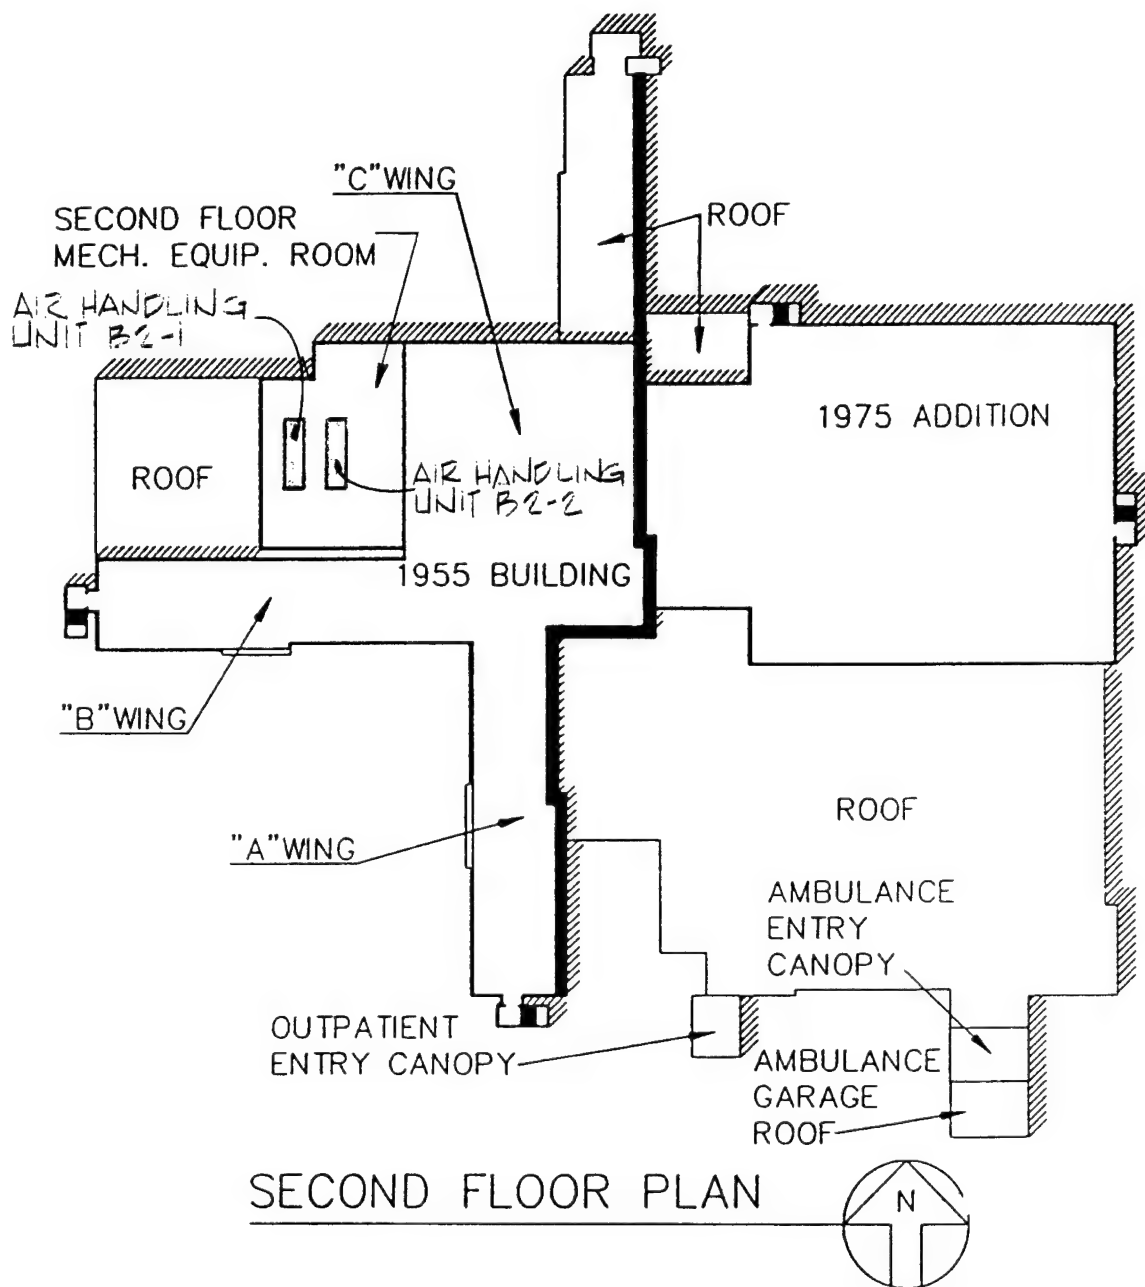 "C"WING
SECOND FLOOR
MECH. EQUIP. ROOM
ROOF
AIR HANDLING
UNIT B2-1
1975 ADDITION
ROOF
AIR HANDLING
UNIT B2-2
1955 BUILDING
"B"WING
ROOF
"A"WING
AMBULANCE
ENTRY
CANOPY
OUTPATIENT
ENTRY CANOPY
AMBULANCE
GARAGE
ROOF
SECOND FLOOR PLAN
N